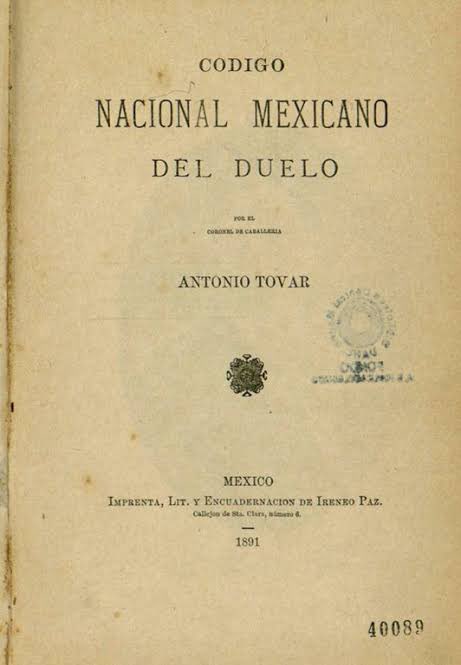 CODIGO
NACIONAL MEXICANO
DEL DUELO
POR EL
CORONEL DE CABALLERIA
ANTONIO TOVAR
MEXICO
IMPRENTA, LIT. Y ENCUADERNACION DE IRENEO PAZ.
Callejon de Sta. Clara, número 6.
1891
40089